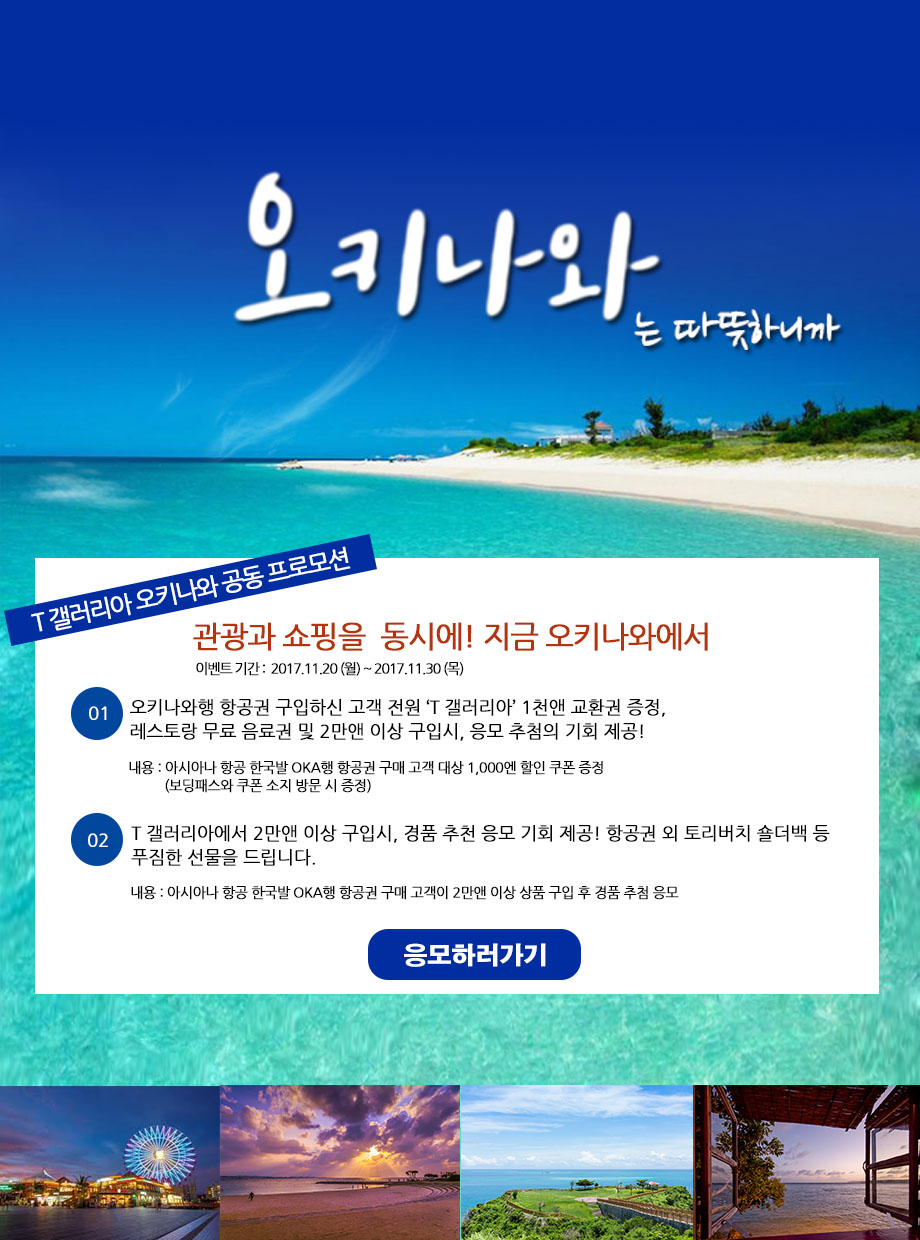 오키나와
는 따뜻하니까
T 갤러리아 오키나와 공동 프로모션
관광과 쇼핑을 동시에! 지금 오키나와에서
이벤트 기간 : 2017.11.20 (월) ~ 2017.11.30 (목)
01
오키나와행 항공권 구입하신 고객 전원 ‘T 갤러리아’ 1천앤 교환권 증정,
레스토랑 무료 음료권 및 2만앤 이상 구입시, 응모 추첨의 기회 제공!
내용 : 아시아나 항공 한국발 OKA행 항공권 구매 고객 대상 1,000엔 할인 쿠폰 증정
(보딩패스와 쿠폰 소지 방문 시 증정)
02
T 갤러리아에서 2만앤 이상 구입시, 경품 추천 응모 기회 제공! 항공권 외 토리버치 숄더백 등
푸짐한 선물을 드립니다.
내용 : 아시아나 항공 한국발 OKA행 항공권 구매 고객이 2만앤 이상 상품 구입 후 경품 추첨 응모
응모하러가기